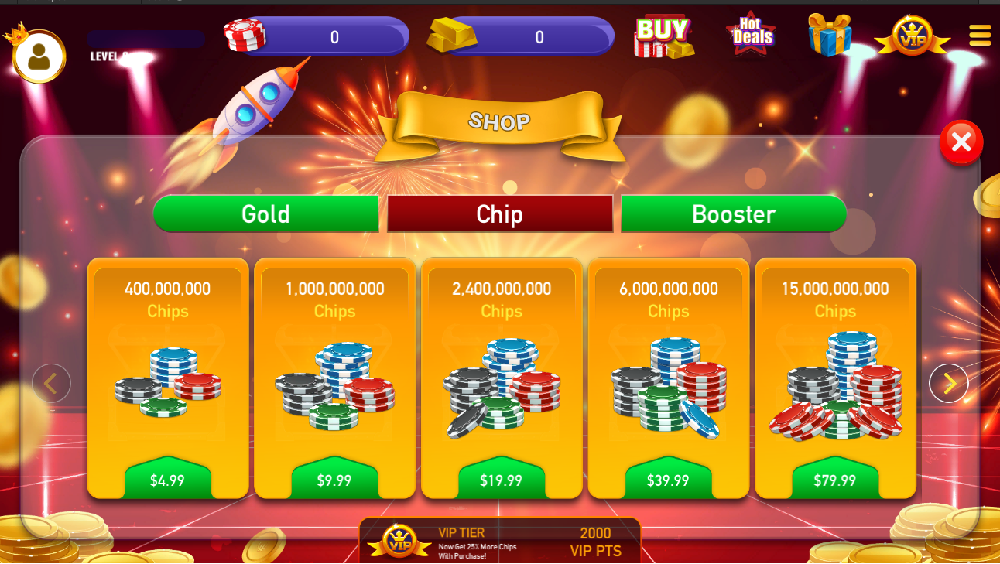 0
0
BUY
Hot
Deals
VIP
LEVEL
SHOP
Gold
Chip
Booster
400,000,000
Chips
$4.99
1,000,000,000
Chips
$9.99
2,400,000,000
Chips
$19.99
6,000,000,000
Chips
$39.99
15,000,000,000
Chips
$79.99
VIP
VIP TIER
Now Get 25% More Chips
With Purchase!
2000
VIP PTS